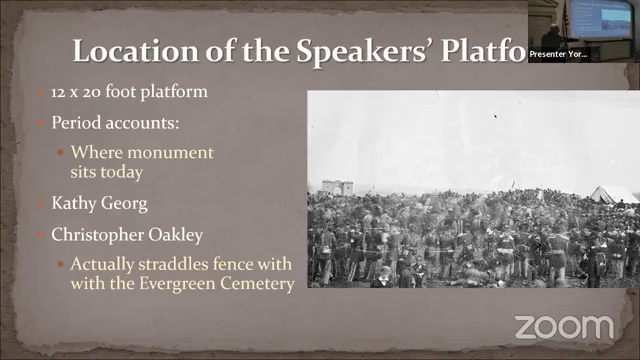 Location of the Speakers' Platfo
Presenter Yor...
12 x 20 foot platform
Period accounts:
Where monument
sits today
Kathy Georg
Christopher Oakley
Actually straddles fence with
with the Evergreen Cemetery
zoom